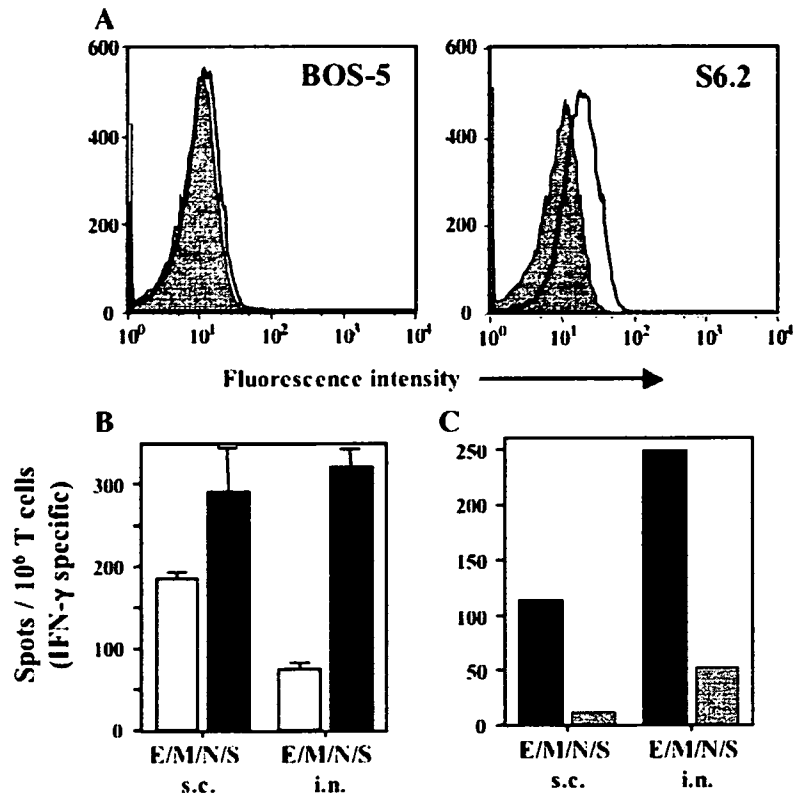 A
600
400
200
0
BOS-5
10⁰ 10¹ 10² 10³ 10⁴
600
400
200
0
S6.2
10⁰ 10¹ 10² 10³ 10⁴
Fluorescence intensity
B
Spots / 10⁶ T cells
(IFN-γ specific)
300
200
100
0
E/M/N/S E/M/N/S
s.c. i.n.
C
250
200
150
100
50
0
E/M/N/S E/M/N/S
s.c. i.n.